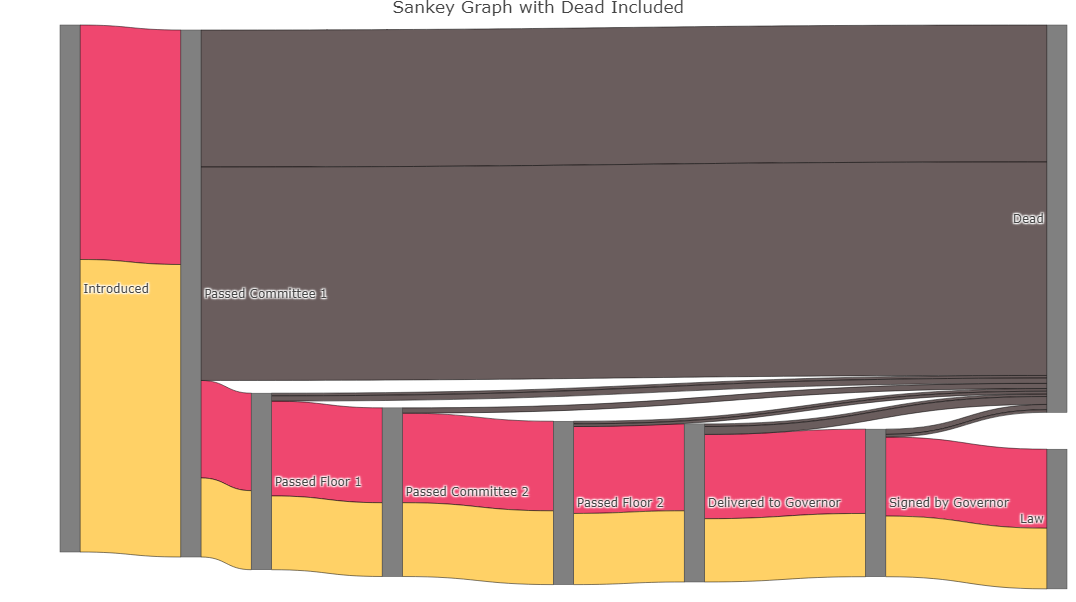 Sankey Graph with Dead Included
Dead
Introduced
Passed Committee 1
Passed Floor 1
Passed Committee 2
Passed Floor 2
Delivered to Governor
Signed by Governor
Law